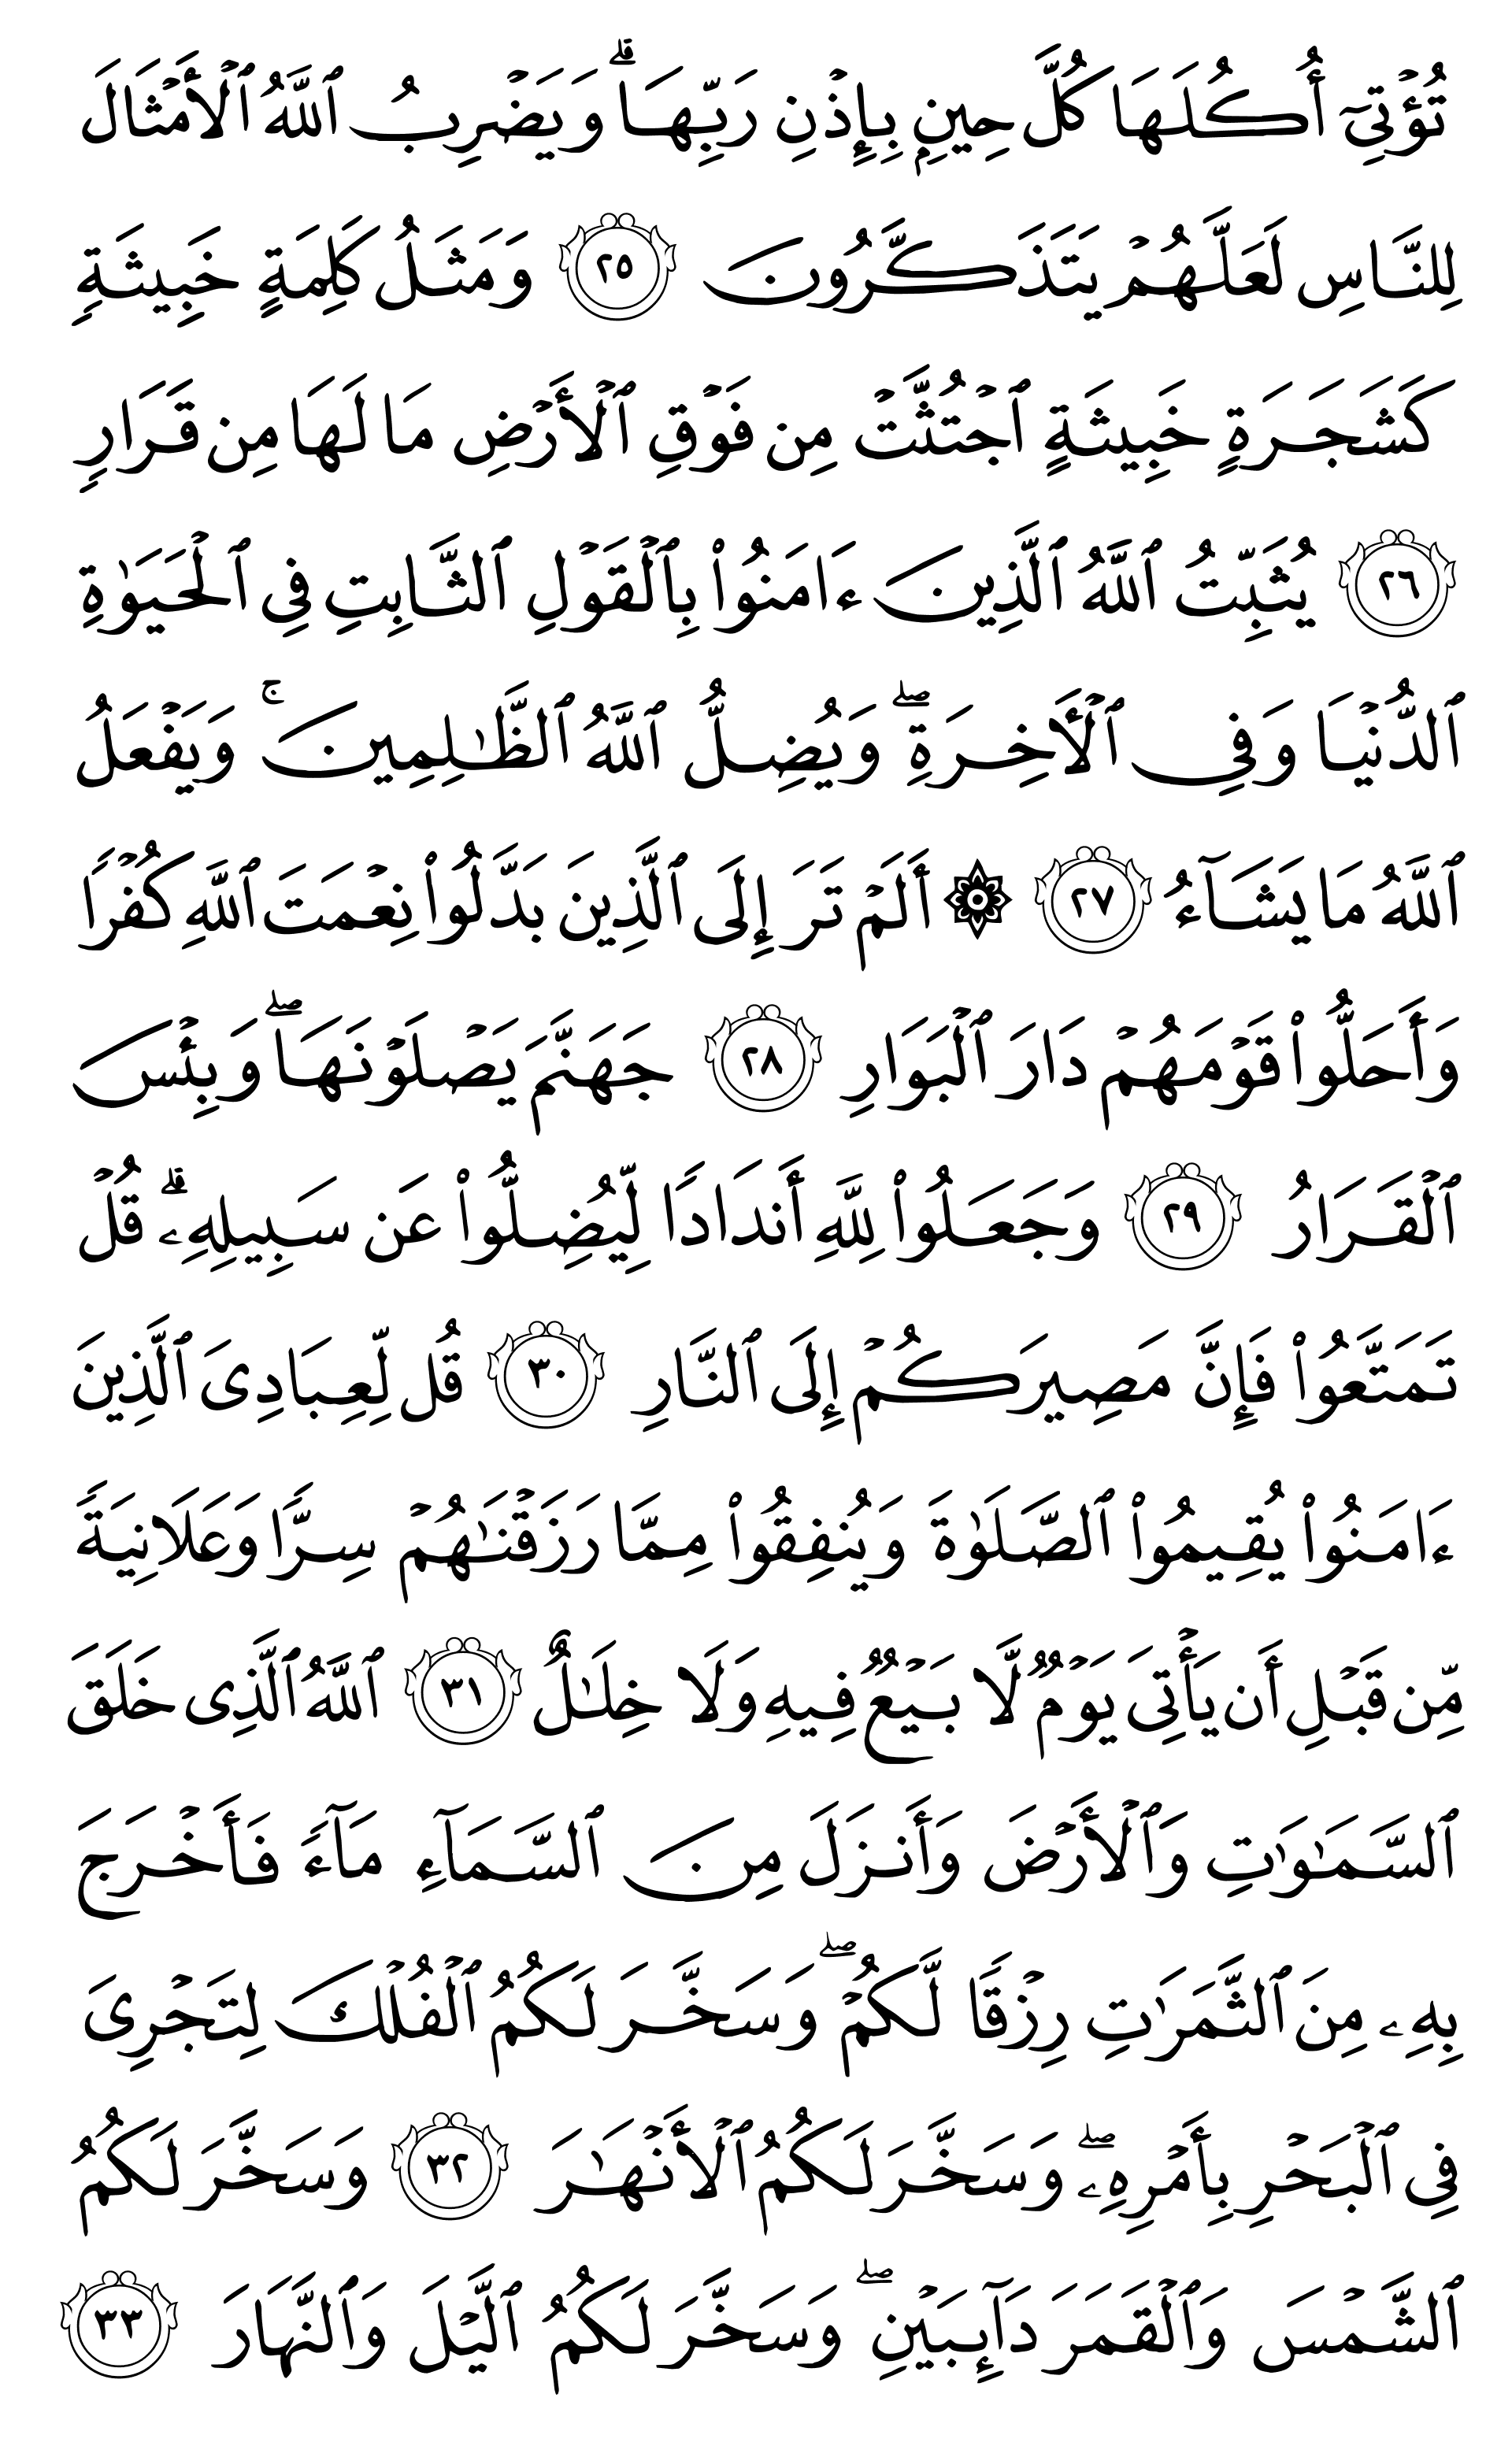 تُؤۡتِيٓ أُكُلَهَا كُلَّ حِينِۭ بِإِذۡنِ رَبِّهَاۗ وَيَضۡرِبُ ٱللَّهُ ٱلۡأَمۡثَالَ
لِلنَّاسِ لَعَلَّهُمۡ يَتَذَكَّرُونَ ٢٥ وَمَثَلُ كَلِمَةٍ خَبِيثَةٖ
كَشَجَرَةٍ خَبِيثَةٍ ٱجۡتُثَّتۡ مِن فَوۡقِ ٱلۡأَرۡضِ مَا لَهَا مِن قَرَارٖ
٢٦ يُثَبِّتُ ٱللَّهُ ٱلَّذِينَ ءَامَنُواْ بِٱلۡقَوۡلِ ٱلثَّابِتِ فِي ٱلۡحَيَوٰةِ
ٱلدُّنۡيَا وَفِي ٱلۡأٓخِرَةِۖ وَيُضِلُّ ٱللَّهُ ٱلظَّٰلِمِينَۚ وَيَفۡعَلُ
ٱللَّهُ مَا يَشَآءُ ٢٧ ۞ أَلَمۡ تَرَ إِلَى ٱلَّذِينَ بَدَّلُواْ نِعۡمَتَ ٱللَّهِ كُفۡرٗا
وَأَحَلُّواْ قَوۡمَهُمۡ دَارَ ٱلۡبَوَارِ ٢٨ جَهَنَّمَ يَصۡلَوۡنَهَاۖ وَبِئۡسَ
ٱلۡقَرَارُ ٢٩ وَجَعَلُواْ لِلَّهِ أَندَادٗا لِّيُضِلُّواْ عَن سَبِيلِهِۦۗ قُلۡ
تَمَتَّعُواْ فَإِنَّ مَصِيرَكُمۡ إِلَى ٱلنَّارِ ٣٠ قُل لِّعِبَادِيَ ٱلَّذِينَ
ءَامَنُواْ يُقِيمُواْ ٱلصَّلَوٰةَ وَيُنفِقُواْ مِمَّا رَزَقۡنَٰهُمۡ سِرّٗا وَعَلَانِيَةٗ
مِّن قَبۡلِ أَن يَأۡتِيَ يَوۡمٞ لَّا بَيۡعٞ فِيهِ وَلَا خِلَٰلٌ ٣١ ٱللَّهُ ٱلَّذِي خَلَقَ
ٱلسَّمَٰوَٰتِ وَٱلۡأَرۡضَ وَأَنزَلَ مِنَ ٱلسَّمَآءِ مَآءٗ فَأَخۡرَجَ
بِهِۦ مِنَ ٱلثَّمَرَٰتِ رِزۡقٗا لَّكُمۡۖ وَسَخَّرَ لَكُمُ ٱلۡفُلۡكَ لِتَجۡرِيَ
فِي ٱلۡبَحۡرِ بِأَمۡرِهِۦۖ وَسَخَّرَ لَكُمُ ٱلۡأَنۡهَٰرَ ٣٢ وَسَخَّرَ لَكُمُ
ٱلشَّمۡسَ وَٱلۡقَمَرَ دَآئِبَيۡنِۖ وَسَخَّرَ لَكُمُ ٱلَّيۡلَ وَٱلنَّهَارَ ٣٣